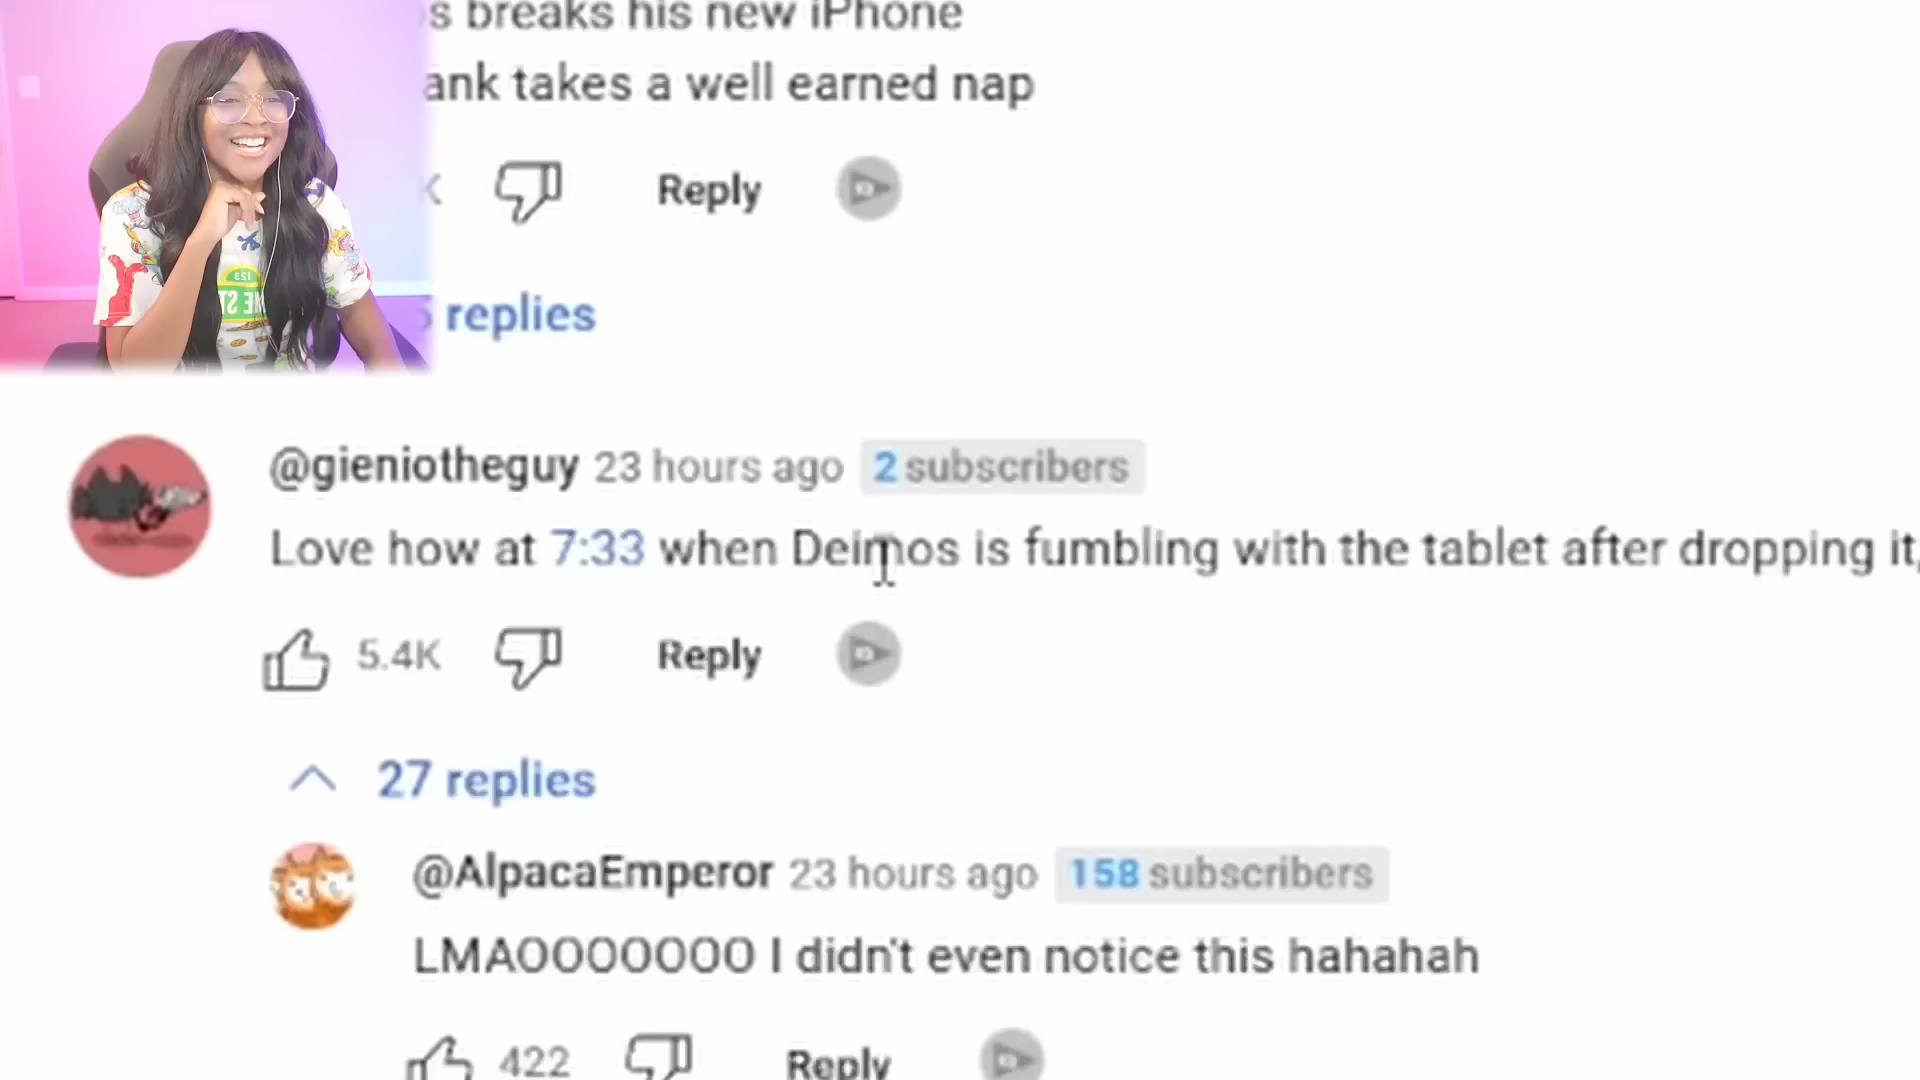 breaks his new iPhone
takes a well earned nap
Reply
replies
@gieniotheguy 23 hours ago 2 subscribers
Love how at 7:33 when Deimos is fumbling with the tablet after dropping it,
5.4K Reply
27 replies
@AlpacaEmperor 23 hours ago 158 subscribers
LMAOOOOOOO I didn't even notice this hahahah
422 Reply